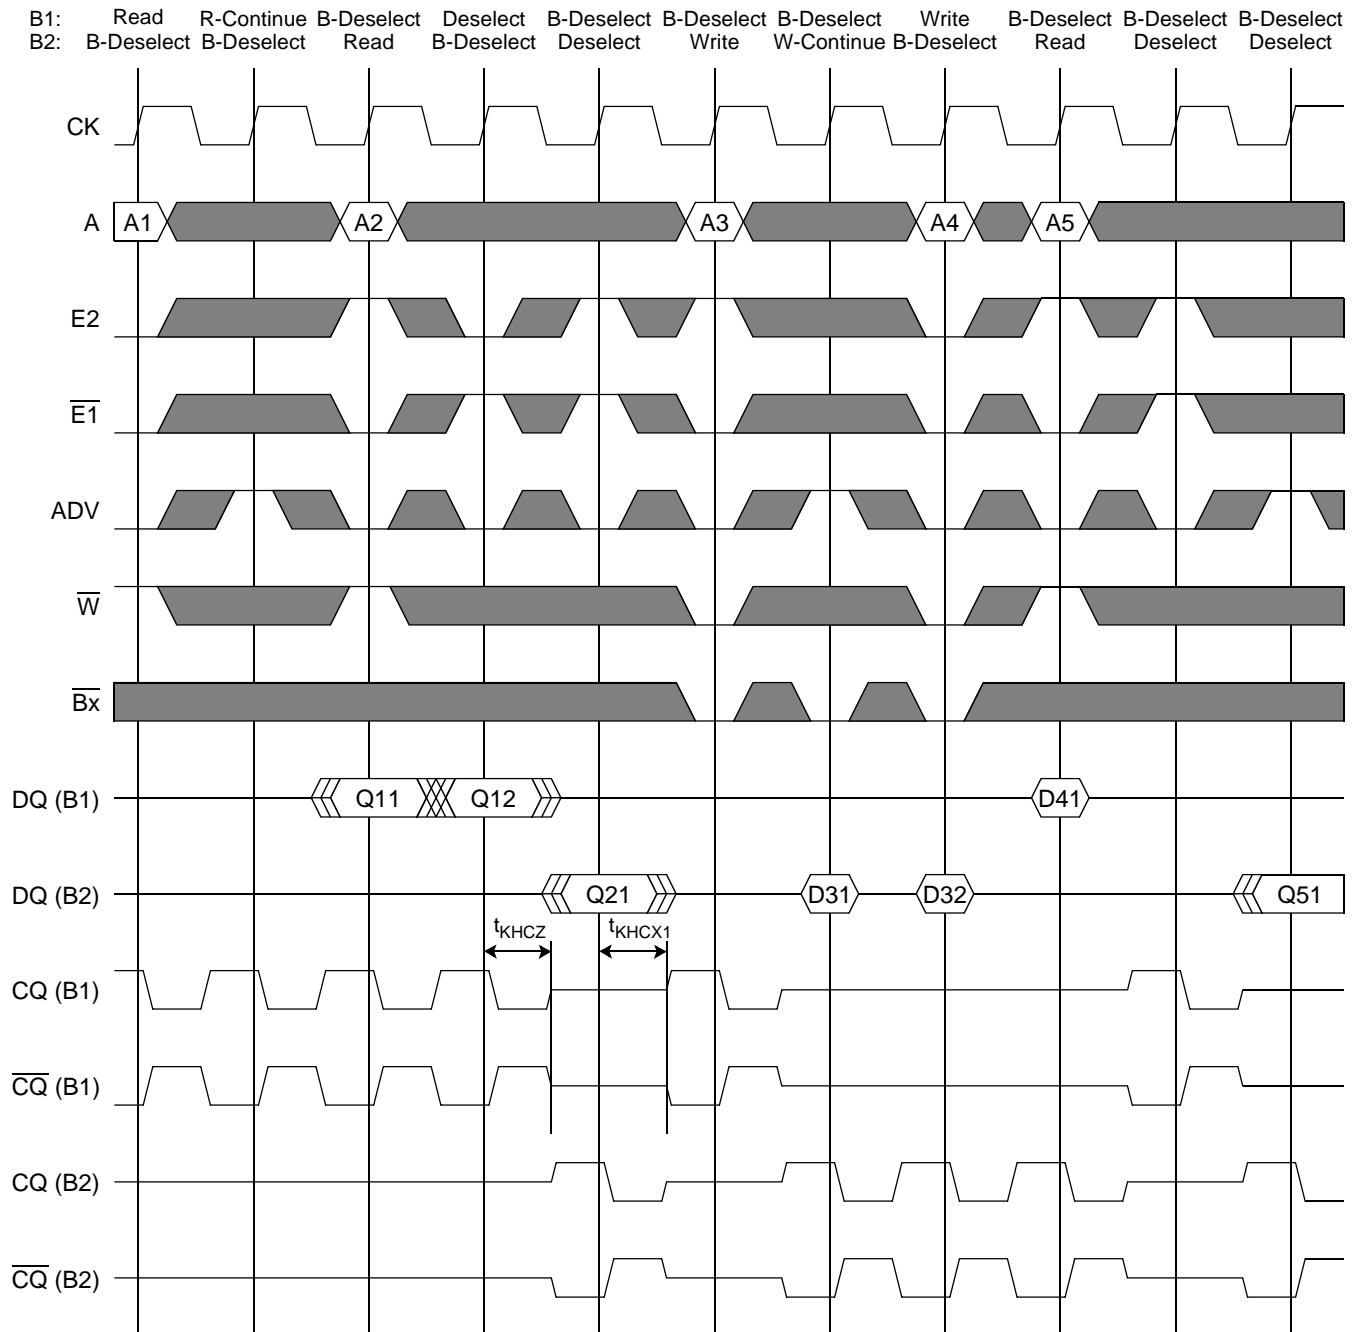 B1: Read R-Continue B-Deselect Deselect B-Deselect B-Deselect B-Deselect Write B-Deselect B-Deselect B-Deselect
B2: B-Deselect B-Deselect Read B-Deselect Deselect Write W-Continue B-Deselect Read Deselect Deselect
CK
A A1 A2 A3 A4 A5
E2
E1
ADV
W
Bx
DQ (B1) Q11 Q12 D41
DQ (B2) Q21 D31 D32 Q51
tKHCZ tKHCX1
CQ (B1)
CQ (B1)
CQ (B2)
CQ (B2)